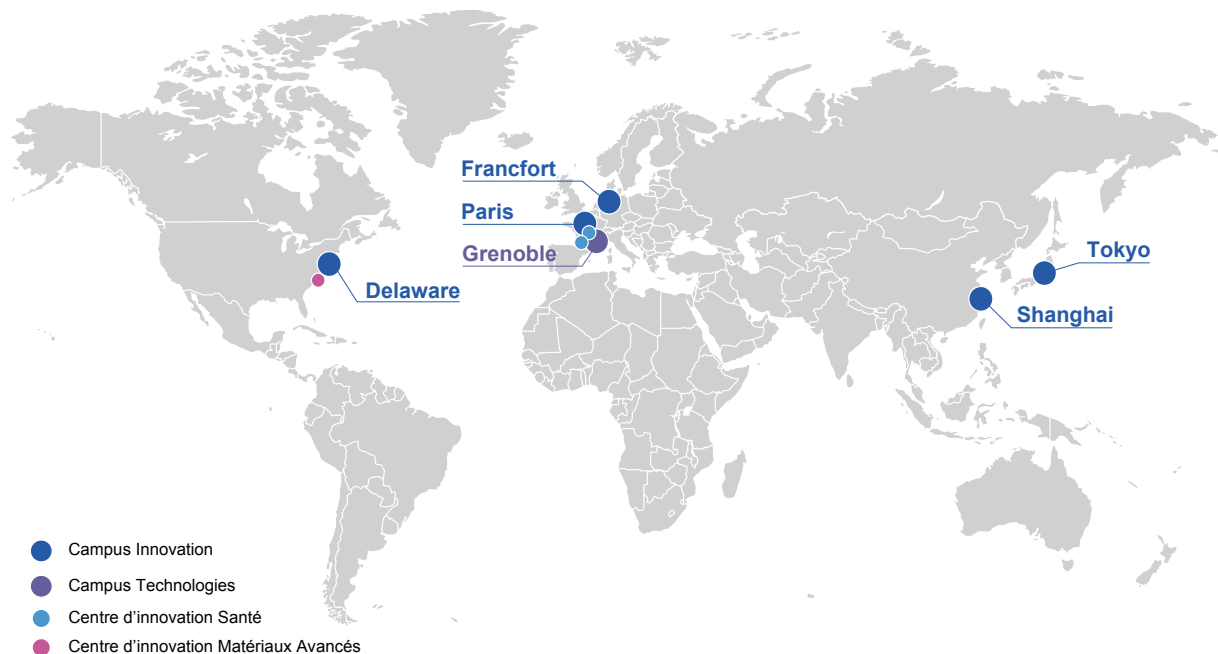 Francfort
Paris
Grenoble
Delaware
Tokyo
Shanghai
Campus Innovation
Campus Technologies
Centre d’innovation Santé
Centre d’innovation Matériaux Avancés